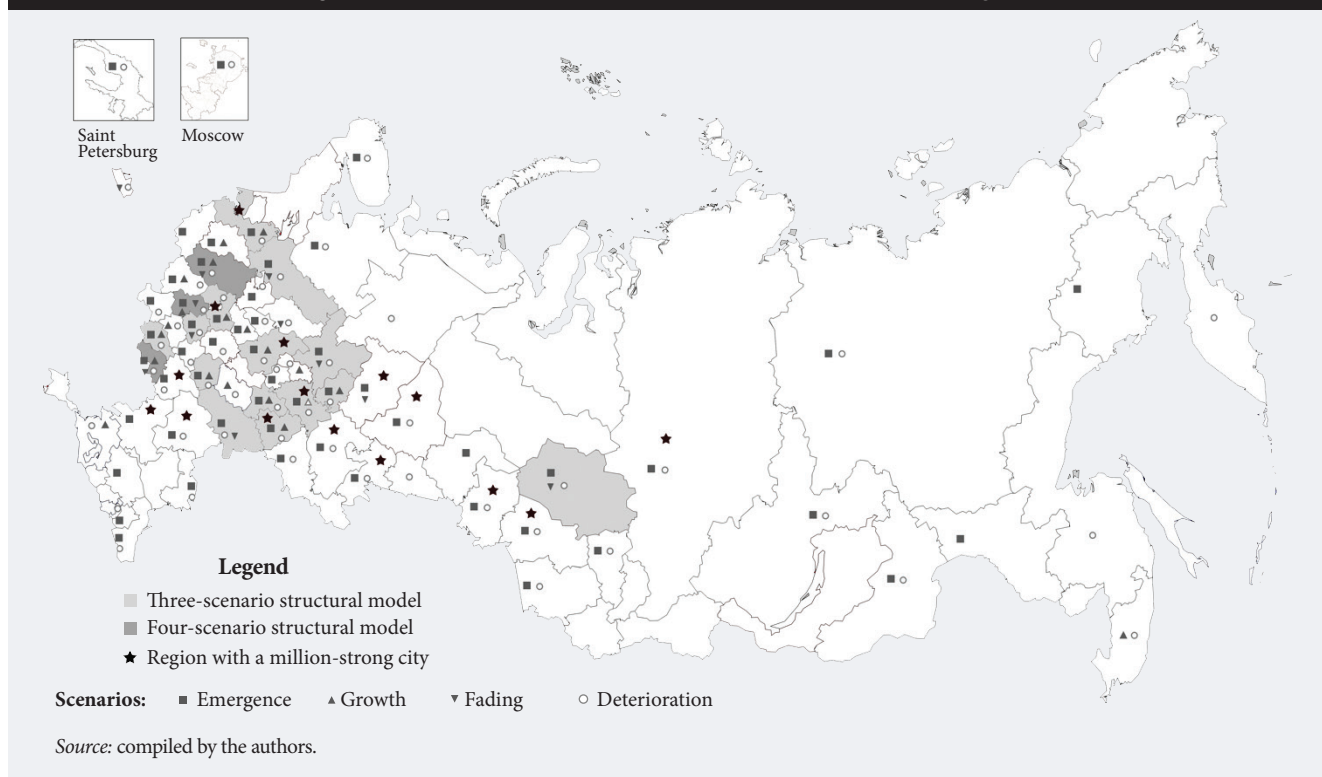 Saint
Petersburg
Moscow
Legend
Three-scenario structural model
Four-scenario structural model
Region with a million-strong city
Scenarios: Emergence Growth Fading Deterioration
Source: compiled by the authors.